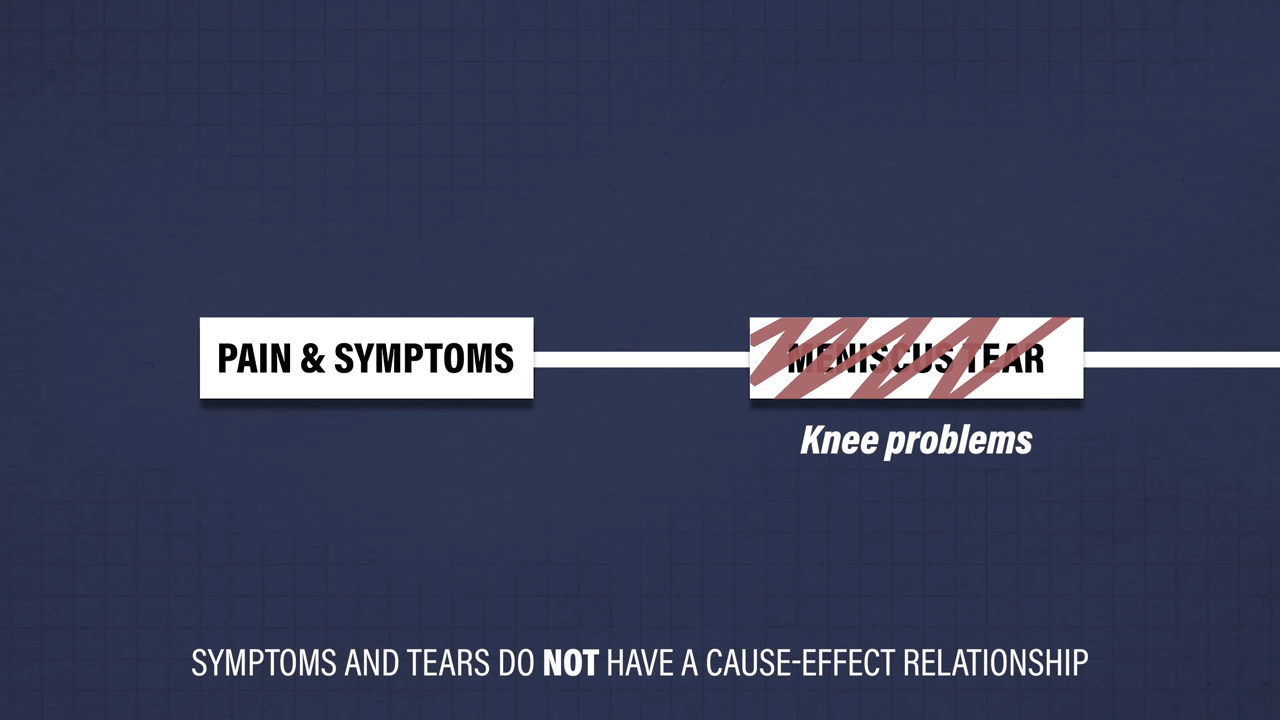 PAIN & SYMPTOMS
MENISCUS TEAR
Knee problems
SYMPTOMS AND TEARS DO NOT HAVE A CAUSE-EFFECT RELATIONSHIP